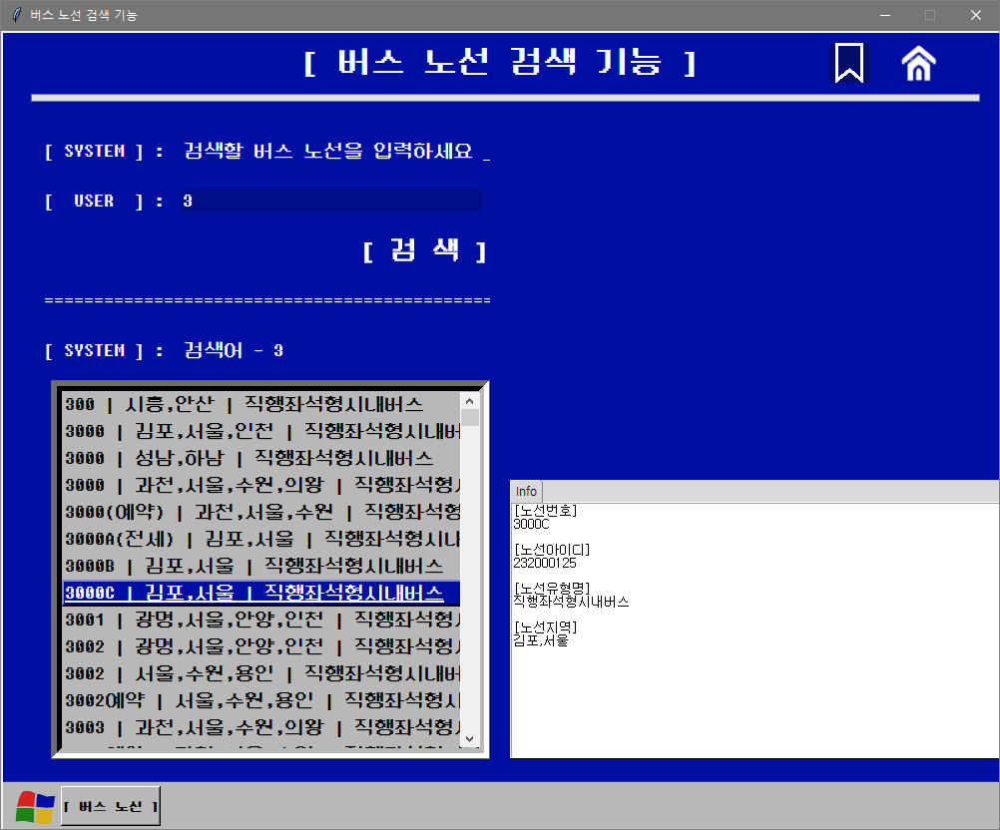 버스 노선 검색 기능
[ 버스 노선 검색 기능 ]
[ SYSTEM ] : 검색할 버스 노선을 입력하세요 _
[ USER ] : 3
[ 검 색 ]
=============================================
[ SYSTEM ] : 검색어 - 3
300 | 시흥,안산 | 직행좌석형시내버스
3000 | 김포,서울,인천 | 직행좌석형시내버
3000 | 성남,하남 | 직행좌석형시내버스
3000 | 과천,서울,수원,의왕 | 직행좌석형시
3000(예약) | 과천,서울,수원 | 직행좌석형
3000A(전세) | 김포,서울 | 직행좌석형시내
3000B | 김포,서울 | 직행좌석형시내버스
3000C | 김포,서울 | 직행좌석형시내버스
3001 | 광명,서울,안양,인천 | 직행좌석형시
3002 | 광명,서울,안양,인천 | 직행좌석형시
3002 | 서울,수원,용인 | 직행좌석형시내버
3002예약 | 서울,수원,용인 | 직행좌석형시
3003 | 과천,서울,수원,의왕 | 직행좌석형시
Info
[노선번호]
3000C
[노선아이디]
232000125
[노선유형명]
직행좌석형시내버스
[노선지역]
김포,서울
[ 버스 노선 ]